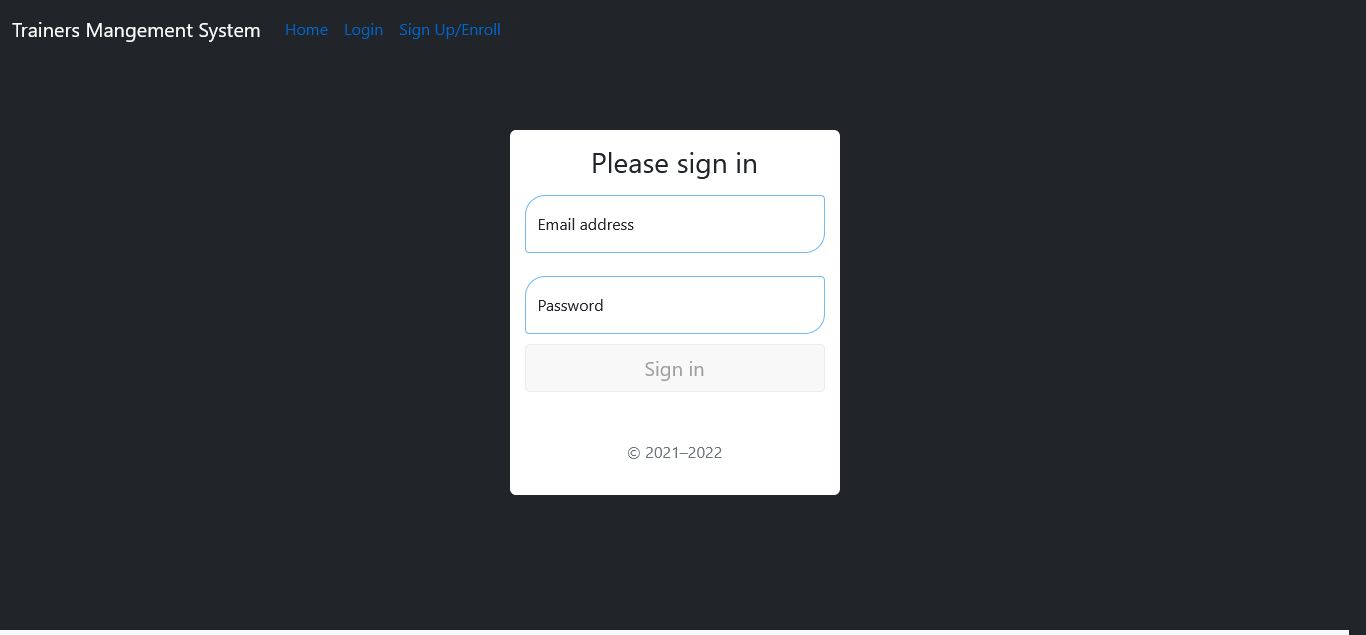 Trainers Mangement System Home Login Sign Up/Enroll
Please sign in
Email address
Password
Sign in
© 2021–2022